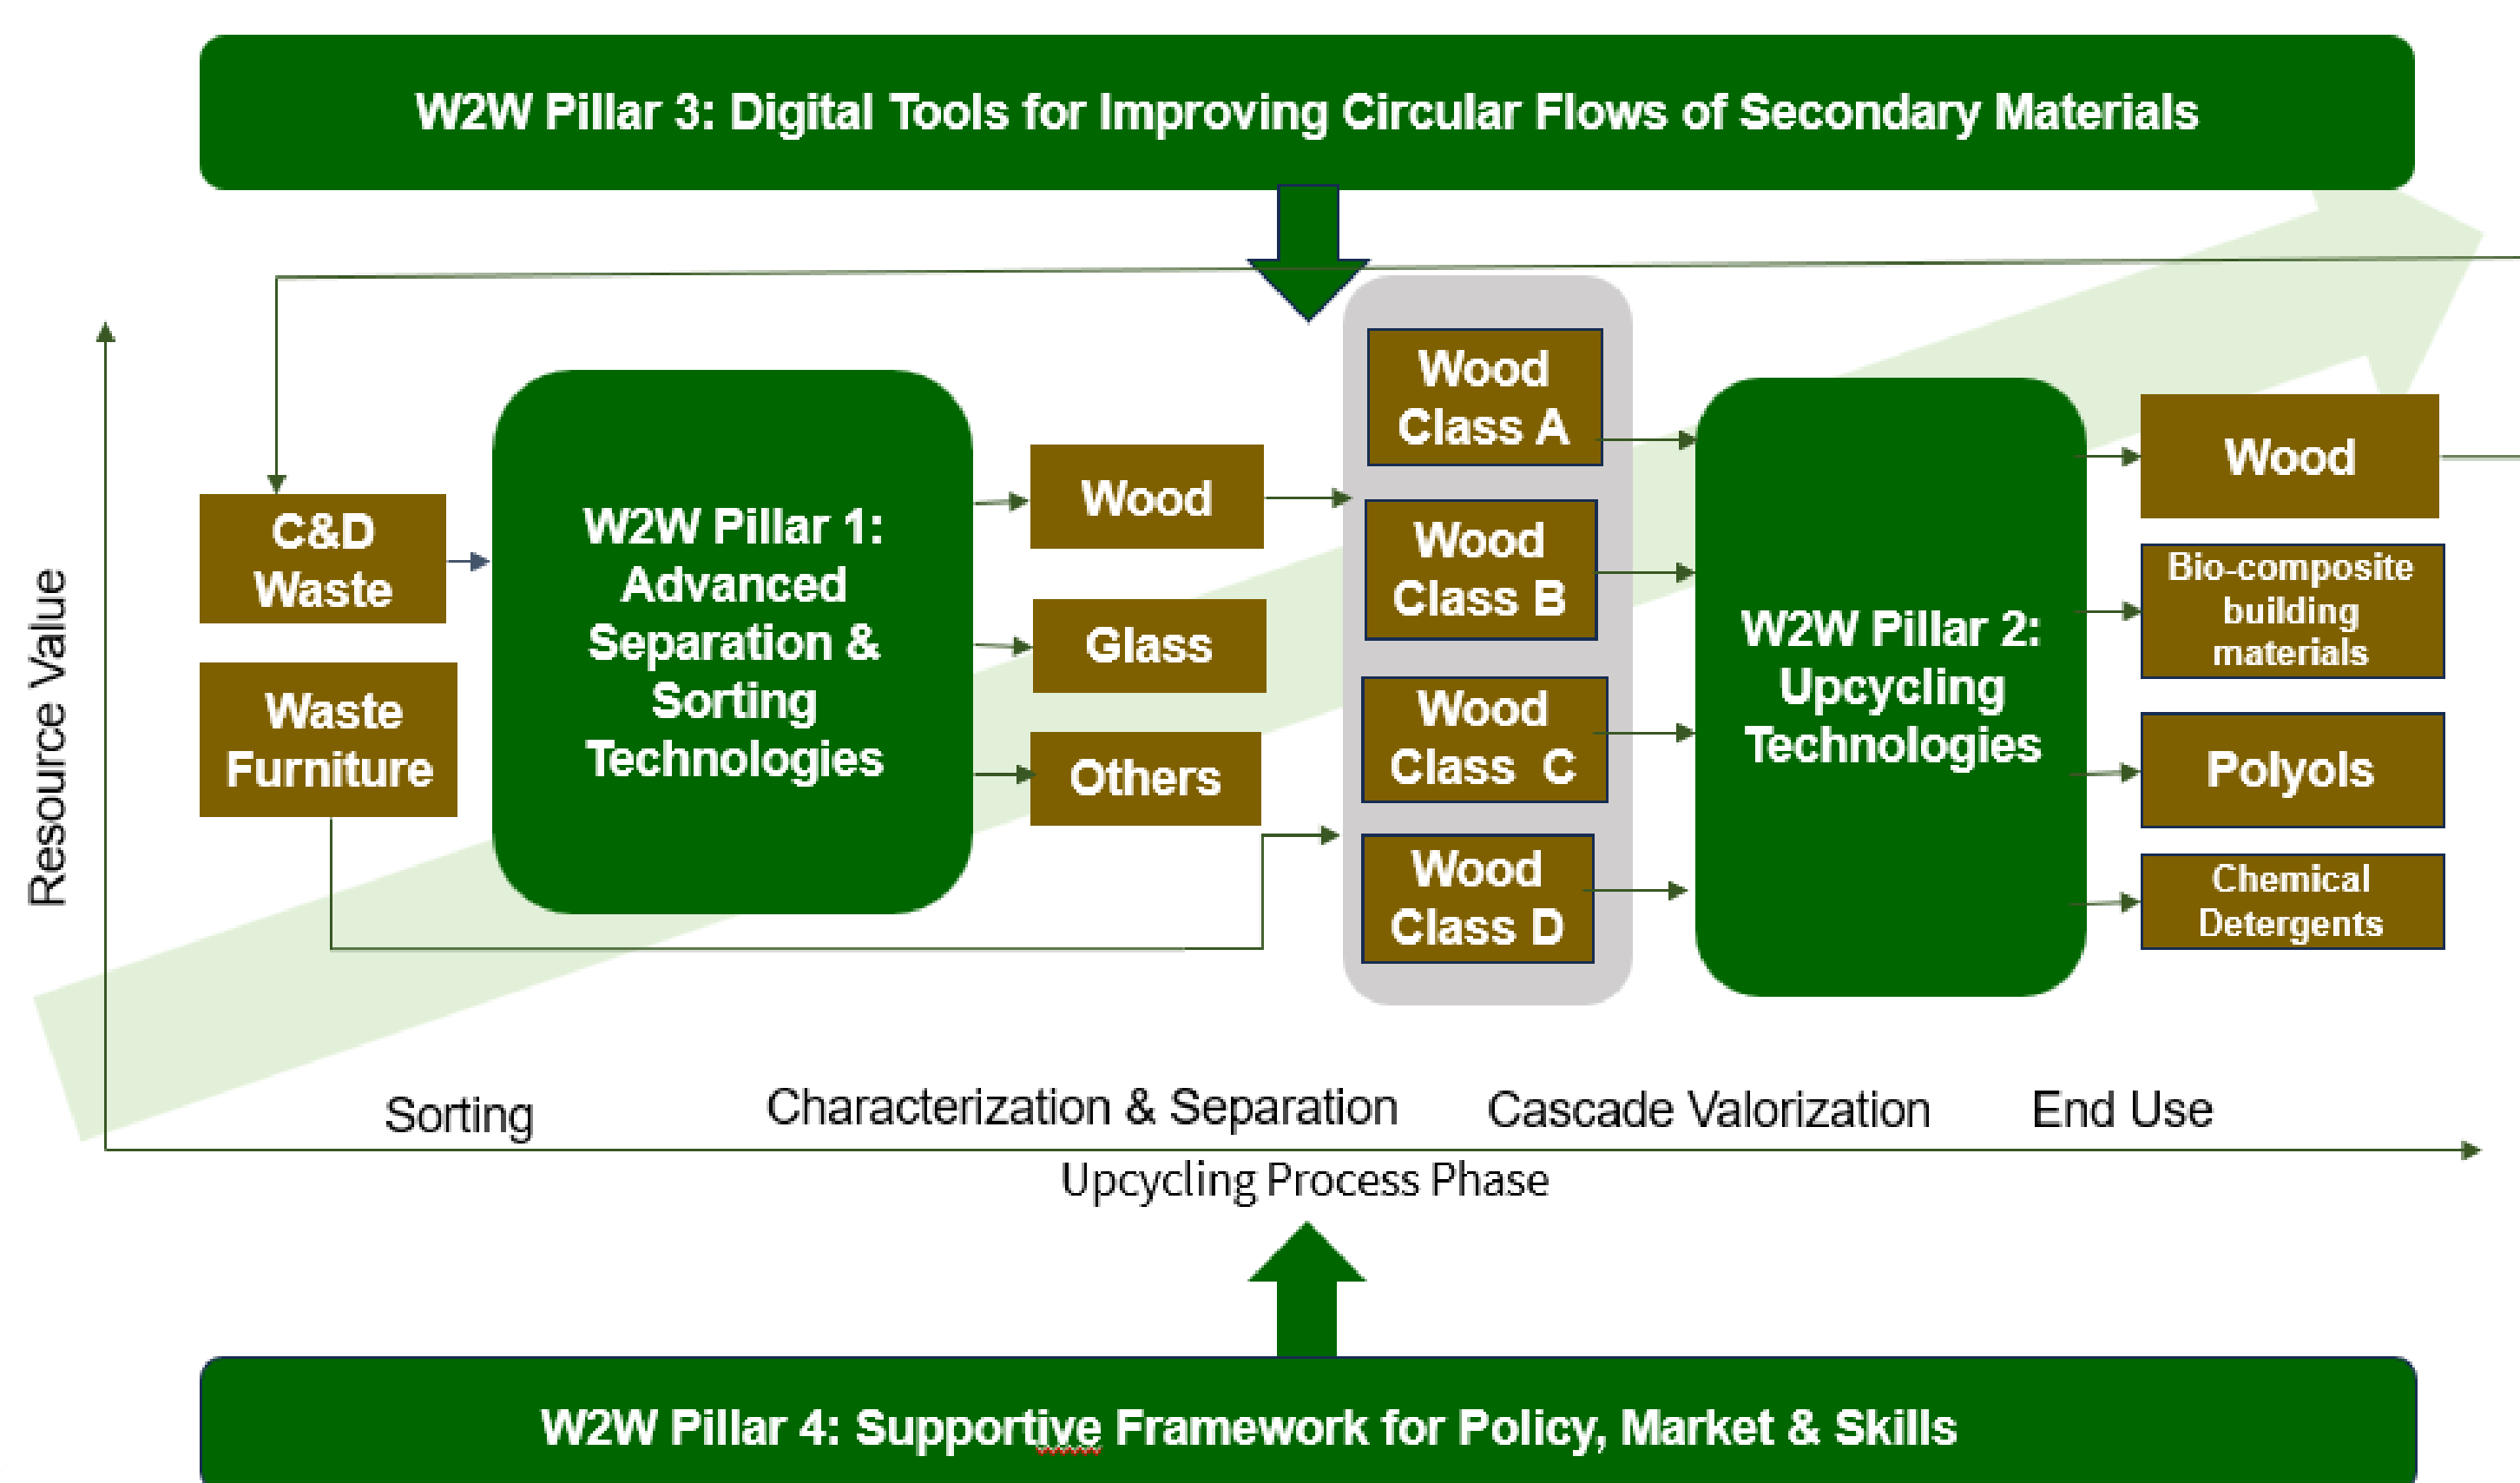 W2W Pillar 3: Digital Tools for Improving Circular Flows of Secondary Materials
Resource Value
C&D
Waste
Waste
Furniture
W2W Pillar 1:
Advanced
Separation &
Sorting
Technologies
Wood
Glass
Others
Wood
Class A
Wood
Class B
Wood
Class C
Wood
Class D
W2W Pillar 2:
Upcycling
Technologies
Wood
Bio-composite
building
materials
Polyols
Chemical
Detergents
Sorting
Characterization & Separation
Cascade Valorization
End Use
Upcycling Process Phase
W2W Pillar 4: Supportive Framework for Policy, Market & Skills